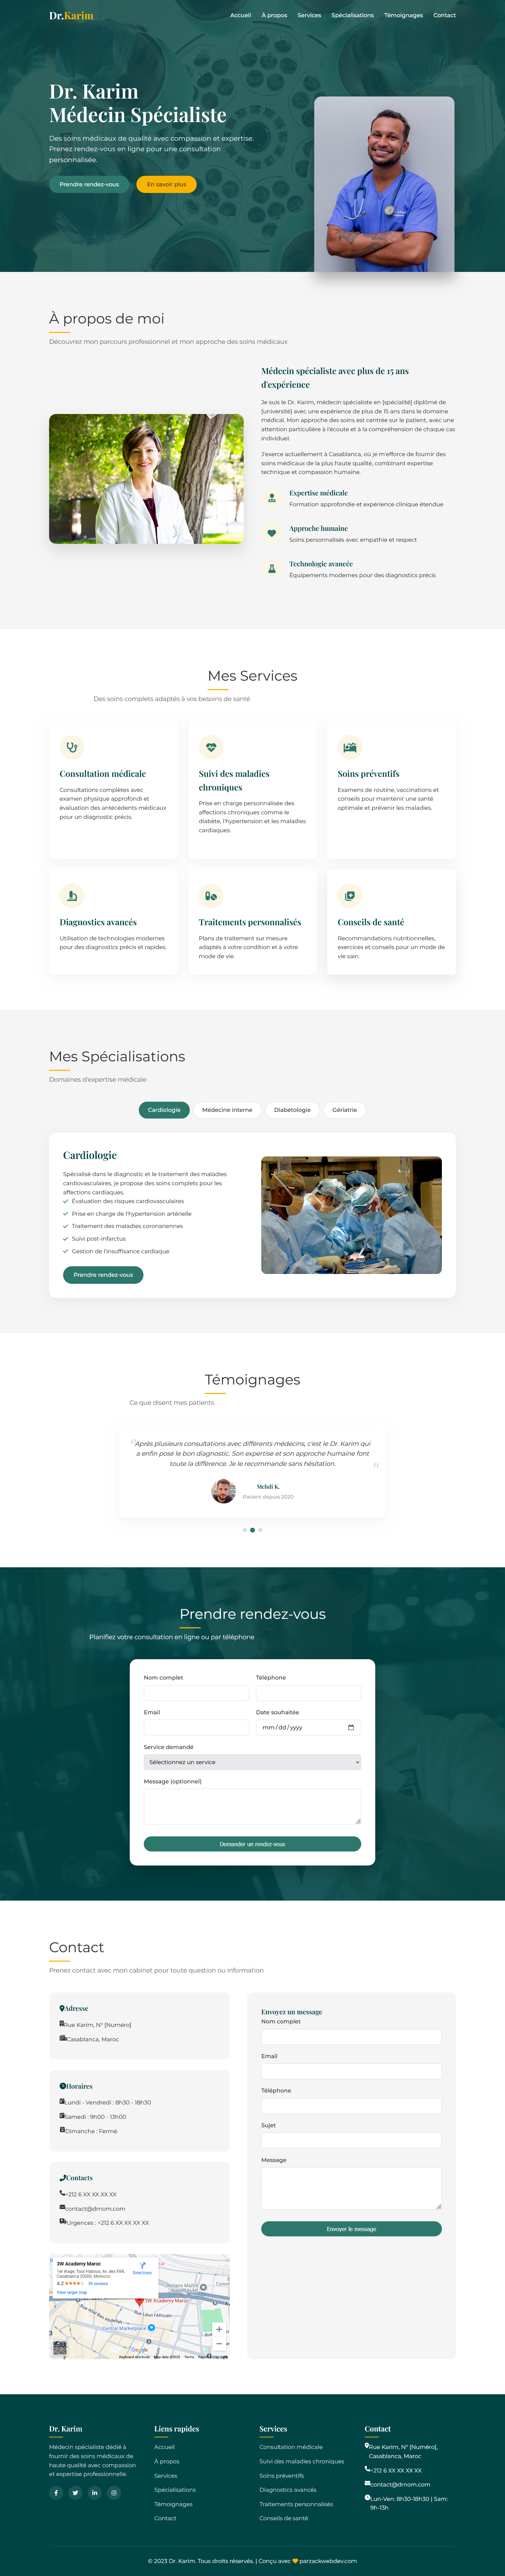 Dr.Karim
Accueil
À propos
Services
Spécialisations
Témoignages
Contact
Dr. Karim
Médecin Spécialiste
Des soins médicaux de qualité avec compassion et expertise.
Prenez rendez-vous en ligne pour une consultation
personnalisée.
Prendre rendez-vous
En savoir plus
À propos de moi
Découvrez mon parcours professionnel et mon approche des soins médicaux
Médecin spécialiste avec plus de 15 ans
d'expérience
Je suis le Dr. Karim, médecin spécialiste en [spécialité] diplômé de
[université] avec une expérience de plus de 15 ans dans le domaine
médical. Mon approche des soins est centrée sur le patient, avec une
attention particulière à l'écoute et à la compréhension de chaque cas
individuel.
J'exerce actuellement à Casablanca, où je m'efforce de fournir des
soins médicaux de la plus haute qualité, combinant expertise
technique et compassion humaine.
Expertise médicale
Formation approfondie et expérience clinique étendue
Approche humaine
Soins personnalisés avec empathie et respect
Technologie avancée
Équipements modernes pour des diagnostics précis
Mes Services
Des soins complets adaptés à vos besoins de santé
Consultation médicale
Consultations complètes avec
examen physique approfondi et
évaluation des antécédents médicaux
pour un diagnostic précis.
Suivi des maladies
chroniques
Prise en charge personnalisée des
affections chroniques comme le
diabète, l'hypertension et les maladies
cardiaques.
Soins préventifs
Examens de routine, vaccinations et
conseils pour maintenir une santé
optimale et prévenir les maladies.
Diagnostics avancés
Utilisation de technologies modernes
pour des diagnostics précis et rapides.
Traitements personnalisés
Plans de traitement sur mesure
adaptés à votre condition et à votre
mode de vie.
Conseils de santé
Recommandations nutritionnelles,
exercices et conseils pour un mode de
vie sain.
Mes Spécialisations
Domaines d'expertise médicale
Cardiologie
Médecine interne
Diabétologie
Gériatrie
Cardiologie
Spécialisé dans le diagnostic et le traitement des maladies
cardiovasculaires, je propose des soins complets pour les
affections cardiaques.
Évaluation des risques cardiovasculaires
Prise en charge de l'hypertension artérielle
Traitement des maladies coronariennes
Suivi post-infarctus
Gestion de l'insuffisance cardiaque
Prendre rendez-vous
Témoignages
Ce que disent mes patients
"Après plusieurs consultations avec différents médecins, c'est le Dr. Karim qui
a enfin posé le bon diagnostic. Son expertise et son approche humaine font
toute la différence. Je le recommande sans hésitation. "
Mehdi K.
Patient depuis 2020
Prendre rendez-vous
Planifiez votre consultation en ligne ou par téléphone
Nom complet
Téléphone
Email
Date souhaitée
mm/dd/yyyy
Service demandé
Sélectionnez un service
Message (optionnel)
Demander un rendez-vous
Contact
Prenez contact avec mon cabinet pour toute question ou information
Adresse
Rue Karim, N° [Numéro]
Casablanca, Maroc
Horaires
Lundi - Vendredi : 8h30 - 18h30
Samedi : 9h00 - 13h00
Dimanche : Fermé
Contacts
+212 6 XX XX XX XX
contact@drnom.com
Urgences : +212 6 XX XX XX XX
3W Academy Maroc
1er étage, Tour Habous, Av. des FAR,
Casablanca 20000, Morocco
4.2
39 reviews
View larger map
Directions
3W Academy Maroc
Central Marketplace
Google
Keyboard shortcuts
Terms
Envoyez un message
Nom complet
Email
Téléphone
Sujet
Message
Envoyer le message
Dr. Karim
Médecin spécialiste dédié à
fournir des soins médicaux de
haute qualité avec compassion
et expertise professionnelle.
Liens rapides
Accueil
À propos
Services
Spécialisations
Témoignages
Contact
Services
Consultation médicale
Suivi des maladies chroniques
Soins préventifs
Diagnostics avancés
Traitements personnalisés
Conseils de santé
Contact
Rue Karim, N° [Numéro],
Casablanca, Maroc
+212 6 XX XX XX XX
contact@drnom.com
Lun-Ven: 8h30-18h30 | Sam:
9h-13h
© 2023 Dr. Karim. Tous droits réservés. | Conçu avec parzackwebdev.com